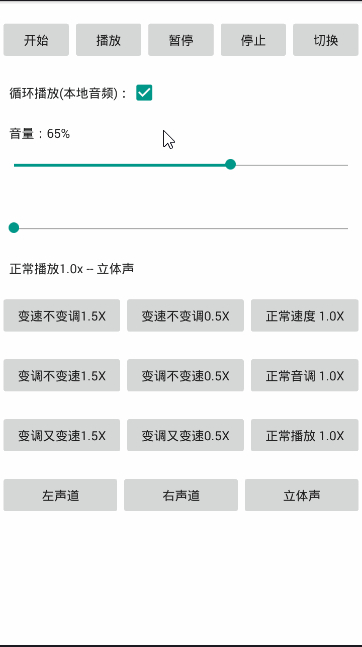 开始 播放 暂停 停止 切换
循环播放(本地音频)：
音量：65%
正常播放1.0x -- 立体声
变速不变调1.5X 变速不变调0.5X 正常速度 1.0X
变调不变速1.5X 变调不变速0.5X 正常音调 1.0X
变调又变速1.5X 变调又变速0.5X 正常播放 1.0X
左声道 右声道 立体声